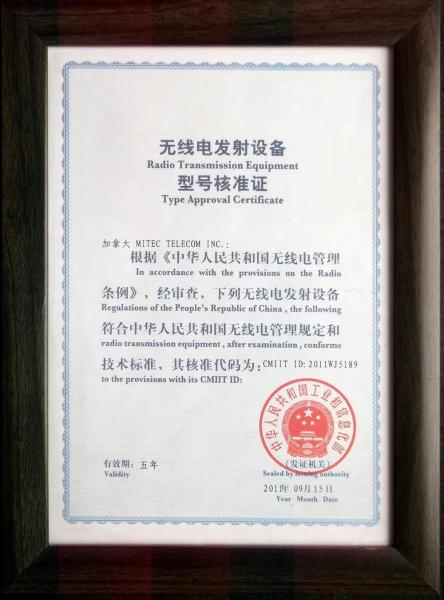 无线电发射设备
Radio Transmission Equipment
型号核准证
Type Approval Certificate
加拿大 MITEC TELECOM INC.:
根据《中华人民共和国无线电管理
In accordance with the provisions on the Radio
条例》，经审查，下列无线电发射设备
Regulations of the People's Republic of China , the following
符合中华人民共和国无线电管理规定和
radio transmission equipment , after examination , conforms
技术标准，其核准代码为：CMIIT ID: 2011WJ5189
to the provisions with its CMIIT ID:
中华人民共和国工业和信息化部
有效期：五年
(发证机关)
Validity
Sealed by issuing authority
2011年 09月 15日
Year Month Date